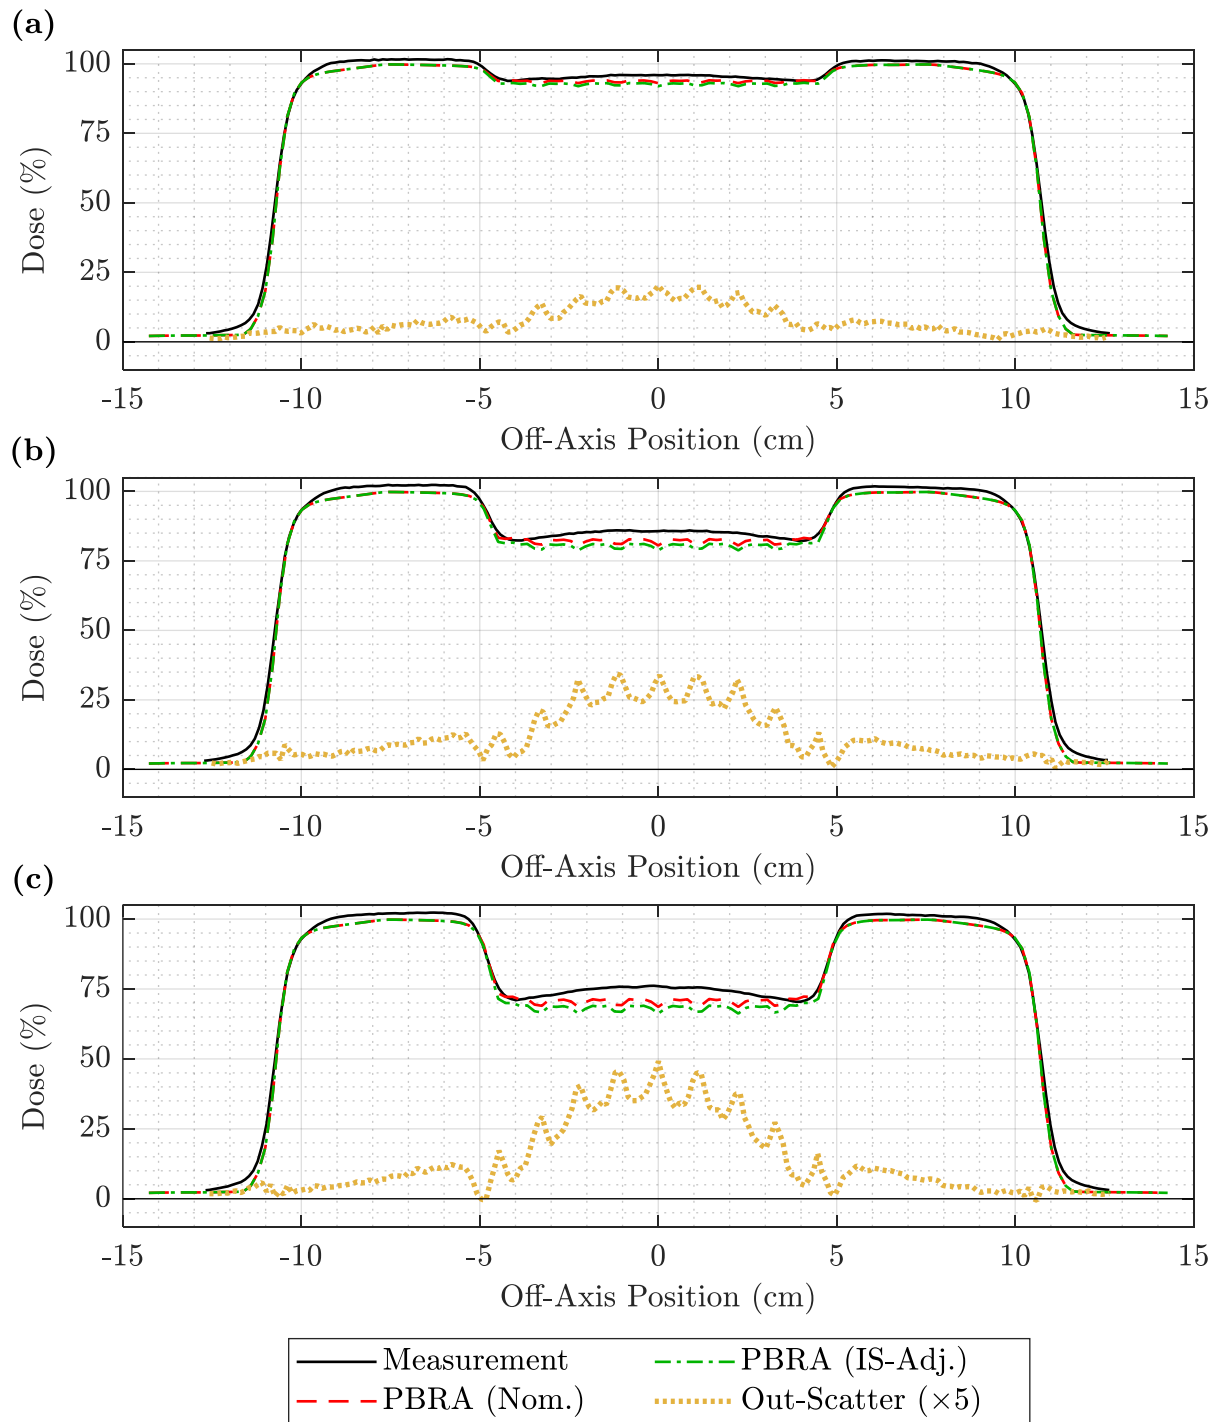 (a)
100
75
50
25
0
Dose (%)
-15 -10 -5 0 5 10 15
Off-Axis Position (cm)
(b)
100
75
50
25
0
Dose (%)
-15 -10 -5 0 5 10 15
Off-Axis Position (cm)
(c)
100
75
50
25
0
Dose (%)
-15 -10 -5 0 5 10 15
Off-Axis Position (cm)
Measurement PBRA (IS-Adj.)
PBRA (Nom.) Out-Scatter (×5)